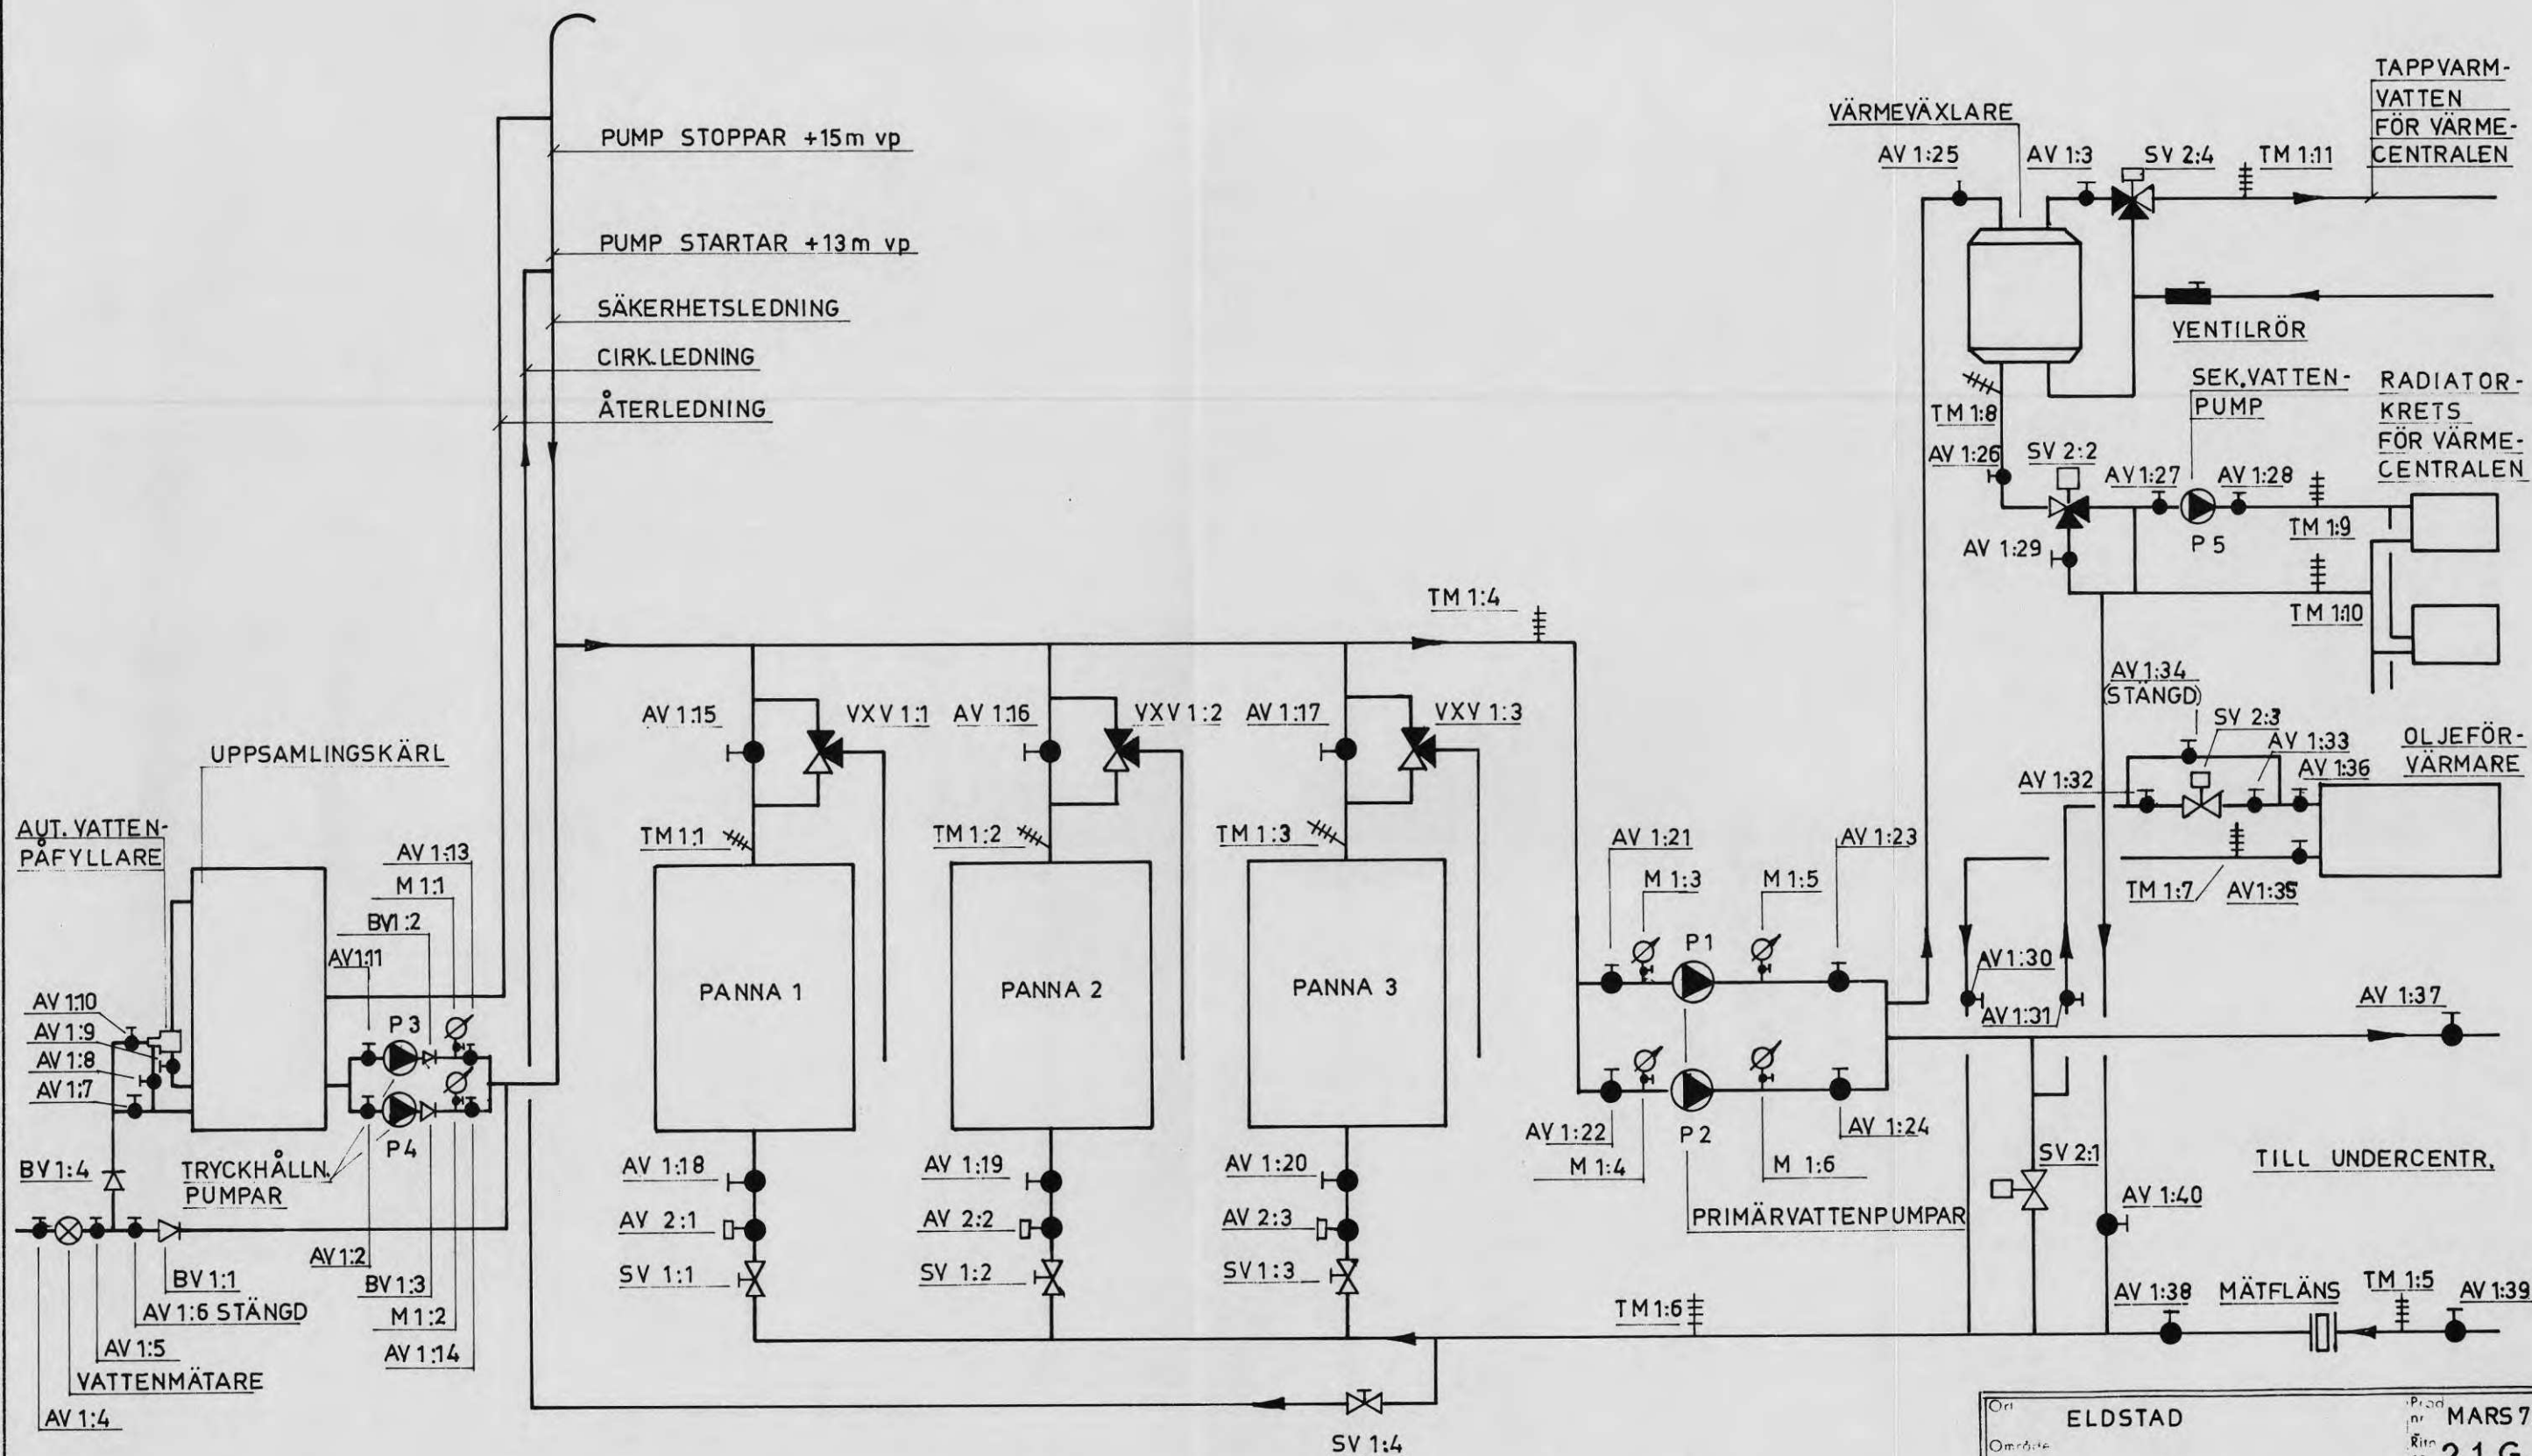 PUMP STOPPAR +15m vp
PUMP STARTAR +13m vp
SÄKERHETSLEDNING
CIRK.LEDNING
ÅTERLEDNING
VÄRMEVÄXLARE
TAPPVARM-
VATTEN
FÖR VÄRME-
CENTRALEN
AV 1:25
AV 1:3
SV 2:4
TM 1:11
VENTILRÖR
TM 1:8
SEK.VATTEN-
PUMP
RADIATOR-
KRETS
FÖR VÄRME-
CENTRALEN
AV 1:26
SV 2:2
AV 1:27
AV 1:28
TM 1:9
P 5
AV 1:29
TM 1:10
TM 1:4
AV 1:34
(STÄNGD)
SV 2:3
AV 1:33
OLJEFÖR-
VÄRMARE
AV 1:32
AV 1:36
TM 1:7
AV1:35
AV 1:15
VXV 1:1
AV 1:16
VXV 1:2
AV 1:17
VXV 1:3
UPPSAMLINGSKÄRL
AUT. VATTEN-
PÅFYLLARE
TM 1:1
TM 1:2
TM 1:3
AV 1:13
M 1:1
BV1:2
AV1:11
AV 1:10
AV 1:9
AV 1:8
AV 1:7
P 3
P4
PANNA 1
PANNA 2
PANNA 3
AV 1:21
AV 1:23
M 1:3
M 1:5
P1
AV 1:30
AV 1:31
AV 1:37
AV 1:22
P 2
AV 1:24
M 1:4
M 1:6
PRIMÄRVATTENPUMPAR
BV 1:4
TRYCKHÅLLN.
PUMPAR
AV 1:18
AV 1:19
AV 1:20
AV 2:1
AV 2:2
AV 2:3
SV 1:1
SV 1:2
SV 1:3
SV 2:1
TILL UNDERCENTR.
AV 1:40
AV 1:2
BV 1:1
BV 1:3
AV 1:6 STÄNGD
M 1:2
AV 1:5
AV 1:14
VATTENMÄTARE
AV 1:4
TM 1:6
AV 1:38
MÄTFLÄNS
TM 1:5
AV 1:39
SV 1:4
Ort
ELDSTAD
Prod
nr
MARS 7
Område
Ritn
2.1 G